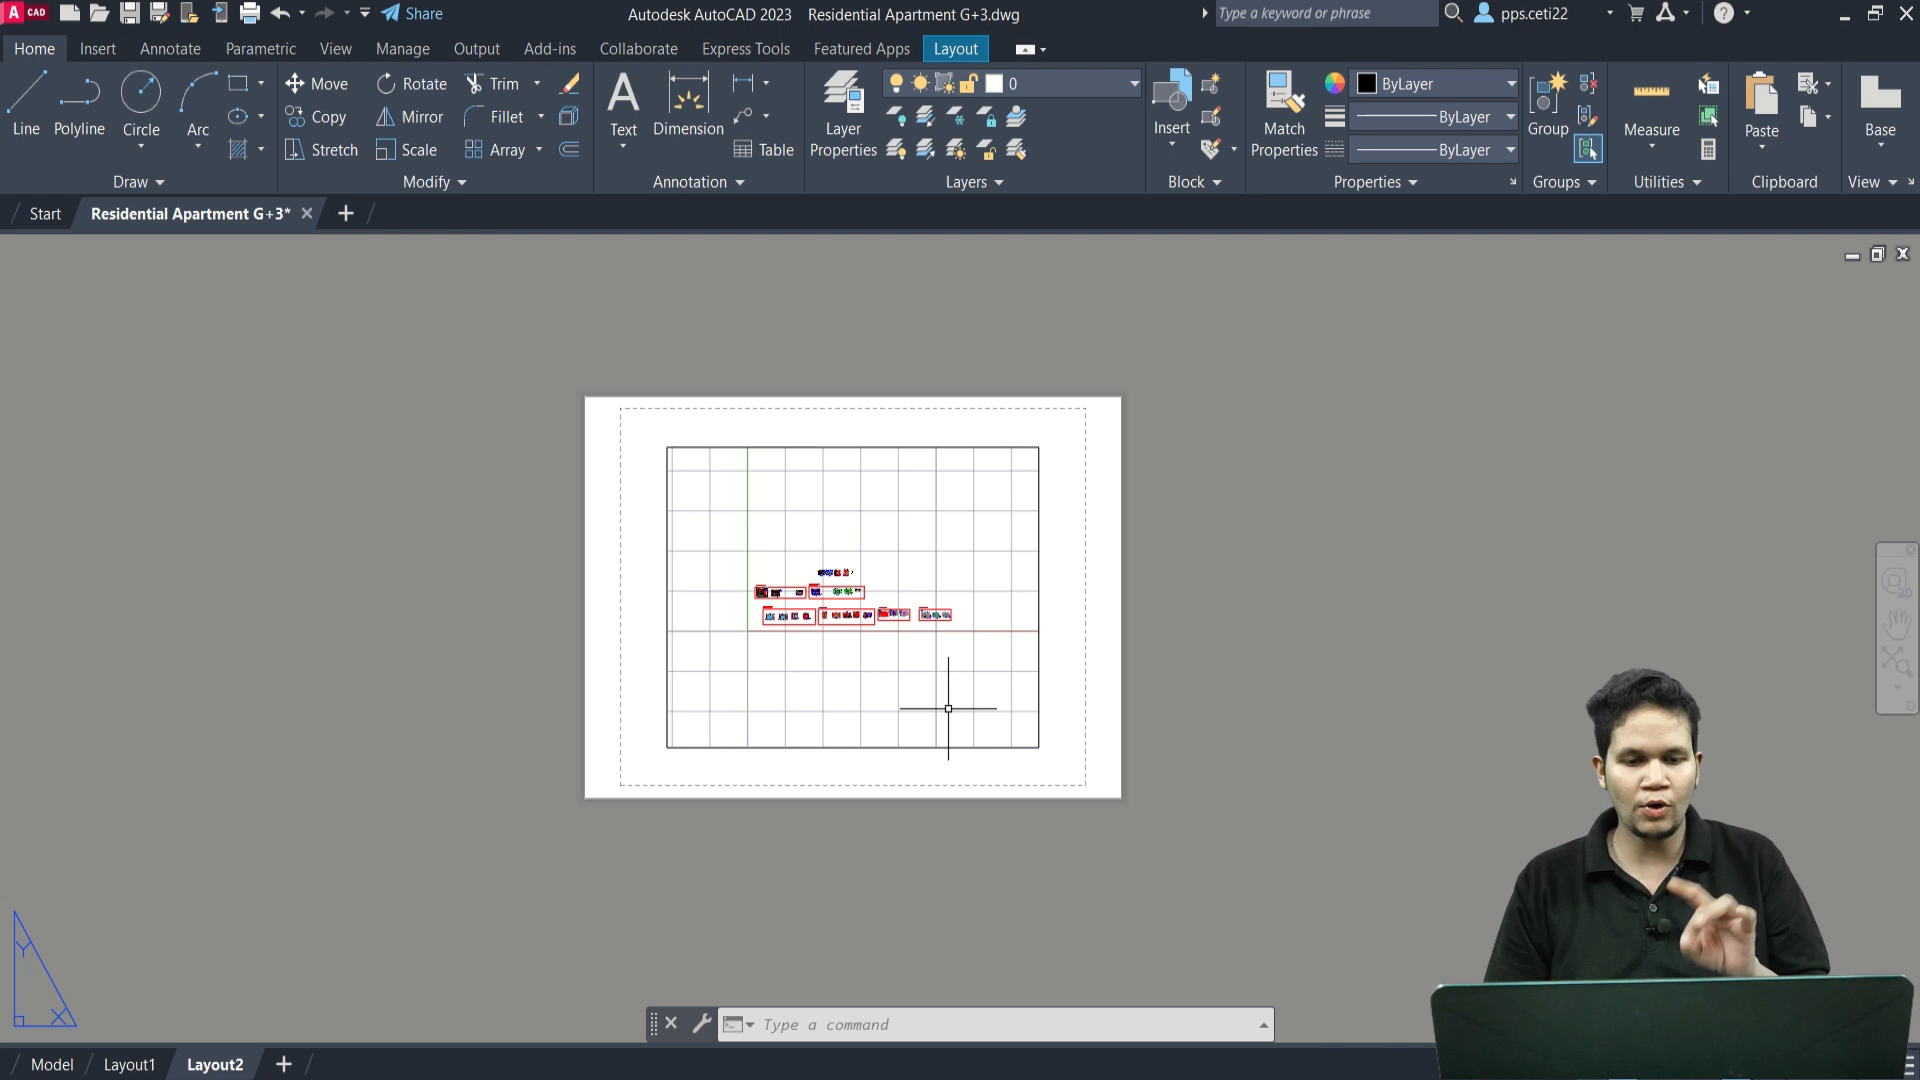 A CAD
Share
Autodesk AutoCAD 2023 Residential Apartment G+3.dwg
Type a keyword or phrase
pps.ceti22
Home Insert Annotate Parametric View Manage Output Add-ins Collaborate Express Tools Featured Apps Layout
Line Polyline Circle Arc
Draw
Move Rotate Trim
Copy Mirror Fillet
Stretch Scale Array
Modify
Text Dimension Table
Annotation
Layer Properties
0
Layers
Insert
Block
Match Properties
ByLayer
ByLayer
ByLayer
Properties
Group
Groups
Measure
Utilities
Paste
Clipboard
Base
View
Start Residential Apartment G+3*
2D
Y
X
Type a command
Model Layout1 Layout2